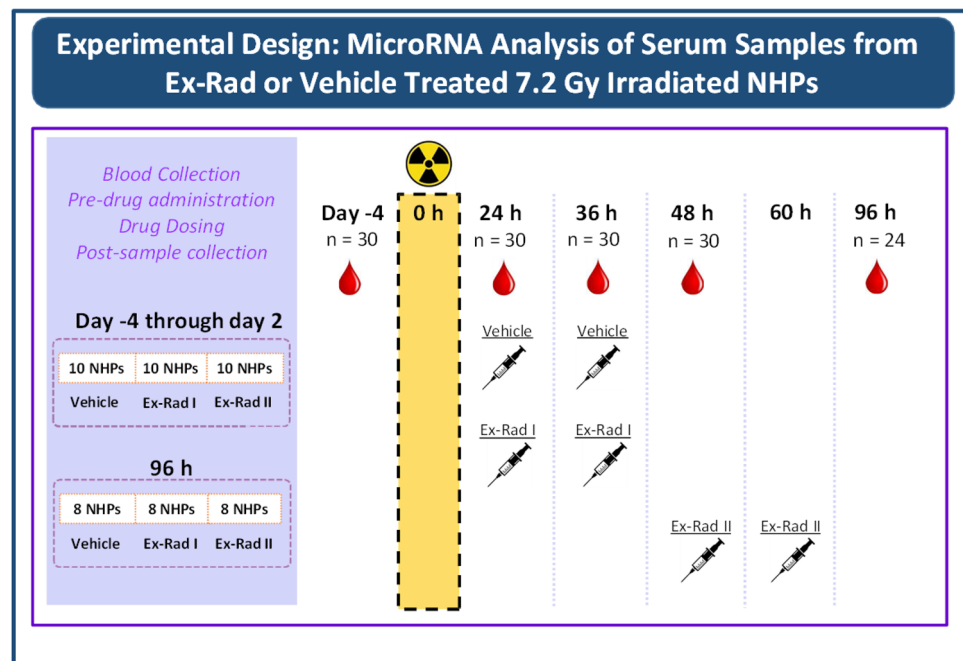 Experimental Design: MicroRNA Analysis of Serum Samples from
Ex-Rad or Vehicle Treated 7.2 Gy Irradiated NHPs
Blood Collection
Pre-drug administration
Drug Dosing
Post-sample collection
Day -4 through day 2
10 NHPs 10 NHPs 10 NHPs
Vehicle Ex-Rad I Ex-Rad II
96 h
8 NHPs 8 NHPs 8 NHPs
Vehicle Ex-Rad I Ex-Rad II
Day -4 0 h 24 h 36 h 48 h 60 h 96 h
n = 30 n = 30 n = 30 n = 30 n = 24
Vehicle Vehicle
Ex-Rad I Ex-Rad I
Ex-Rad II Ex-Rad II